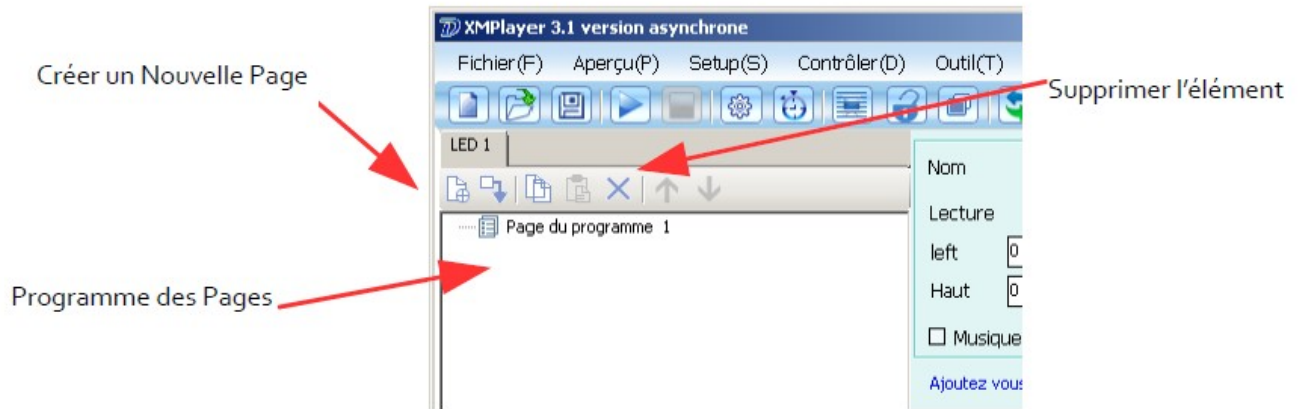 XMPlayer 3.1 version asynchrone
Fichier(F) Aperçu(P) Setup(S) Contrôler(D) Outil(T)
Créer un Nouvelle Page
Supprimer l'élément
LED 1
Nom
Lecture
Page du programme 1
left 0
Haut 0
Programme des Pages
Musique
Ajoutez